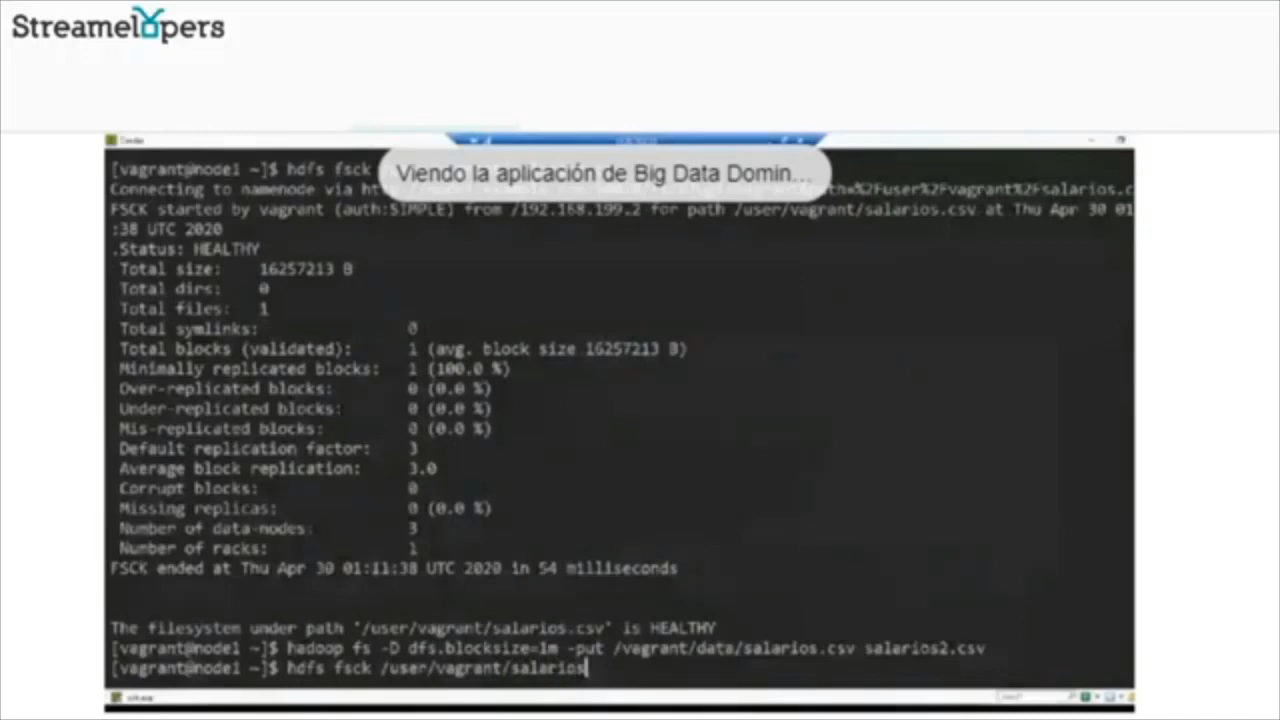 Streamelopers
[vagrant@node1 ~]$ hdfs fsck
Viendo la aplicación de Big Data Domin...
Connecting to namenode via
FSCK started by vagrant (auth:SIMPLE) from /192.168.199.2 for path /user/vagrant/salarios.csv at Thu Apr 30 01
:38 UTC 2020
.Status: HEALTHY
Total size: 16257213 B
Total dirs: 0
Total files: 1
Total symlinks: 0
Total blocks (validated): 1 (avg. block size 16257213 B)
Minimally replicated blocks: 1 (100.0 %)
Over-replicated blocks: 0 (0.0 %)
Under-replicated blocks: 0 (0.0 %)
Mis-replicated blocks: 0 (0.0 %)
Default replication factor: 3
Average block replication: 3.0
Corrupt blocks: 0
Missing replicas: 0 (0.0 %)
Number of data-nodes: 3
Number of racks: 1
FSCK ended at Thu Apr 30 01:11:38 UTC 2020 in 54 milliseconds
The filesystem under path '/user/vagrant/salarios.csv' is HEALTHY
[vagrant@node1 ~]$ hadoop fs -D dfs.blocksize=1m -put /vagrant/data/salarios.csv salarios2.csv
[vagrant@node1 ~]$ hdfs fsck /user/vagrant/salarios